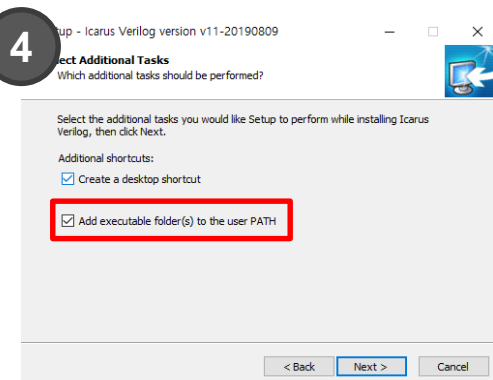 4
up - Icarus Verilog version v11-20190809
ect Additional Tasks
Which additional tasks should be performed?
Select the additional tasks you would like Setup to perform while installing Icarus
Verilog, then click Next.
Additional shortcuts:
Create a desktop shortcut
Add executable folder(s) to the user PATH
< Back Next > Cancel